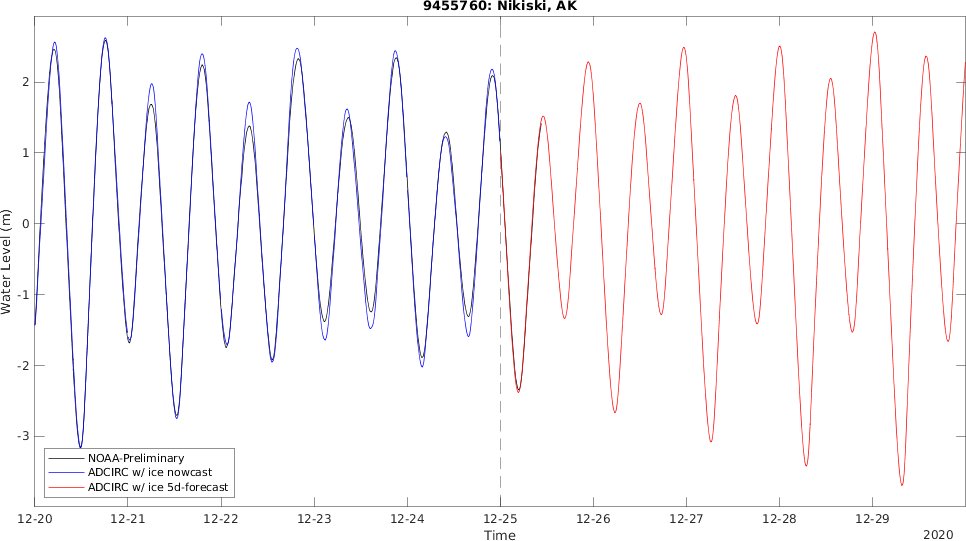 9455760: Nikiski, AK
Water Level (m)
2
1
0
-1
-2
-3
NOAA-Preliminary
ADCIRC w/ ice nowcast
ADCIRC w/ ice 5d-forecast
12-20 12-21 12-22 12-23 12-24 12-25 12-26 12-27 12-28 12-29
Time
2020